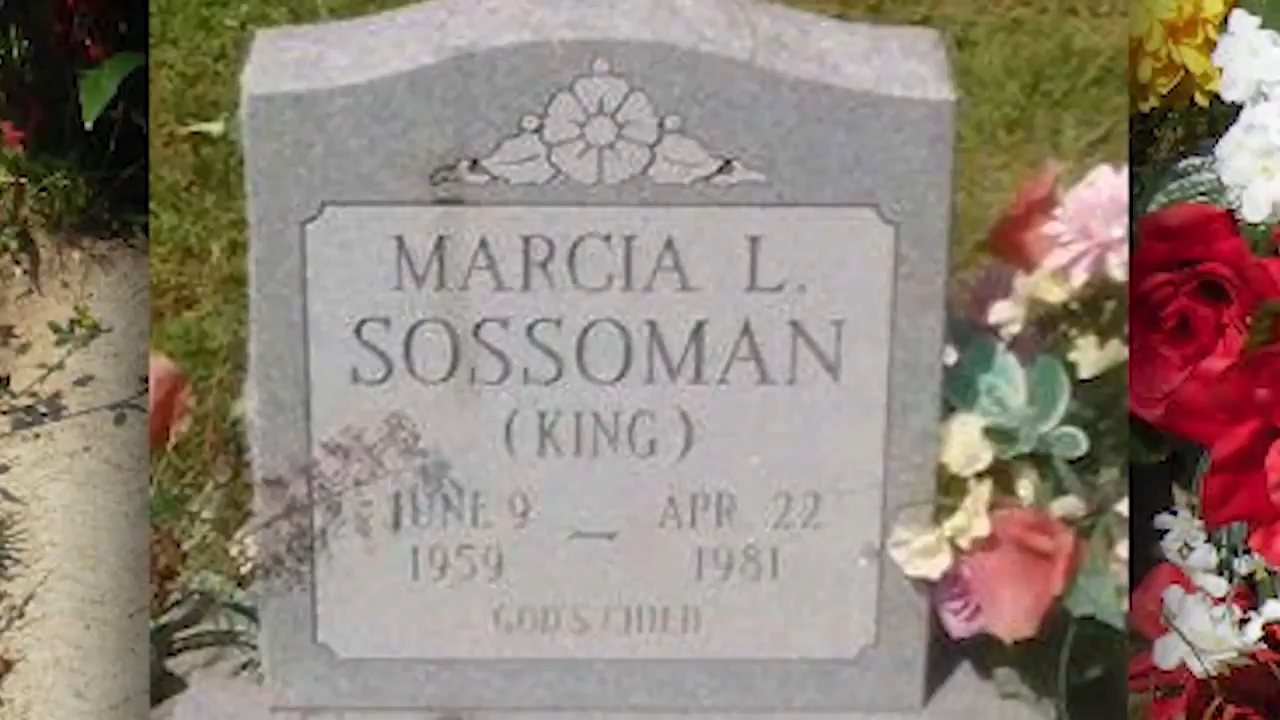 MARCIA L.
SOSSOMAN
(KING)
JUNE 9 — APR. 22
1959 1981
GOD'S CHILD